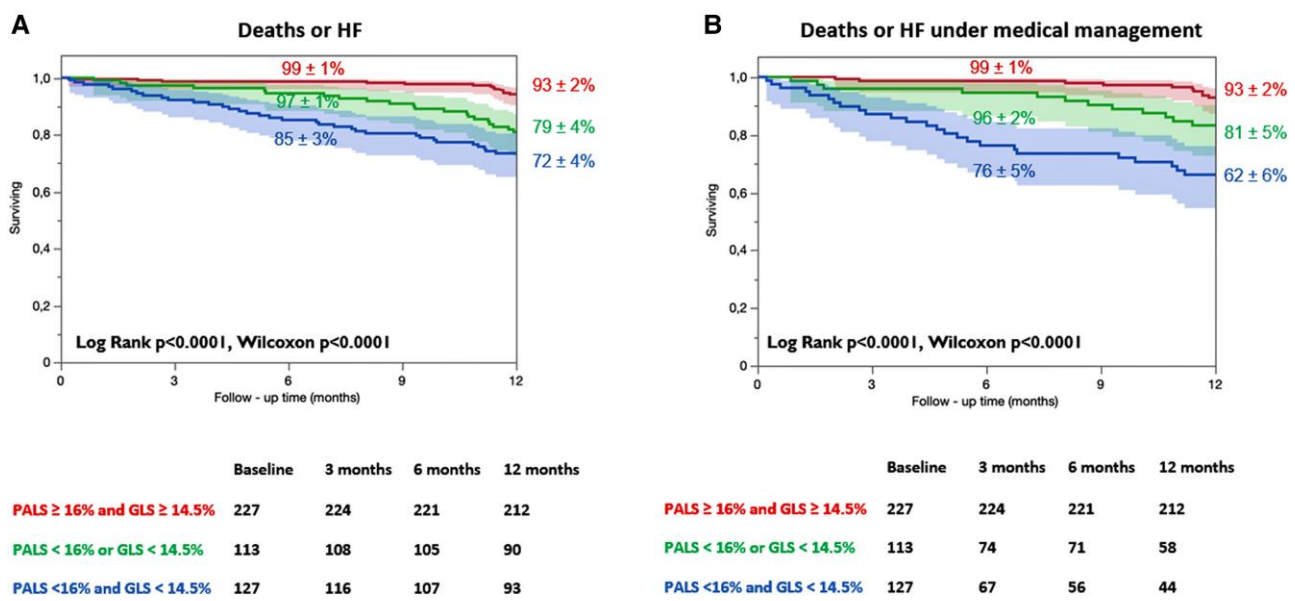 A
Deaths or HF
1,0
0,8
0,6
0,4
0,2
0
Surviving
99 ± 1%
97 ± 1%
85 ± 3%
93 ± 2%
79 ± 4%
72 ± 4%
Log Rank p<0.0001, Wilcoxon p<0.0001
0 3 6 9 12
Follow - up time (months)
Baseline 3 months 6 months 12 months
PALS ≥ 16% and GLS ≥ 14.5% 227 224 221 212
PALS < 16% or GLS < 14.5% 113 108 105 90
PALS <16% and GLS < 14.5% 127 116 107 93
B
Deaths or HF under medical management
1,0
0,8
0,6
0,4
0,2
0
Surviving
99 ± 1%
96 ± 2%
76 ± 5%
93 ± 2%
81 ± 5%
62 ± 6%
Log Rank p<0.0001, Wilcoxon p<0.0001
0 3 6 9 12
Follow - up time (months)
Baseline 3 months 6 months 12 months
PALS ≥ 16% and GLS ≥ 14.5% 227 224 221 212
PALS < 16% or GLS < 14.5% 113 74 71 58
PALS <16% and GLS < 14.5% 127 67 56 44